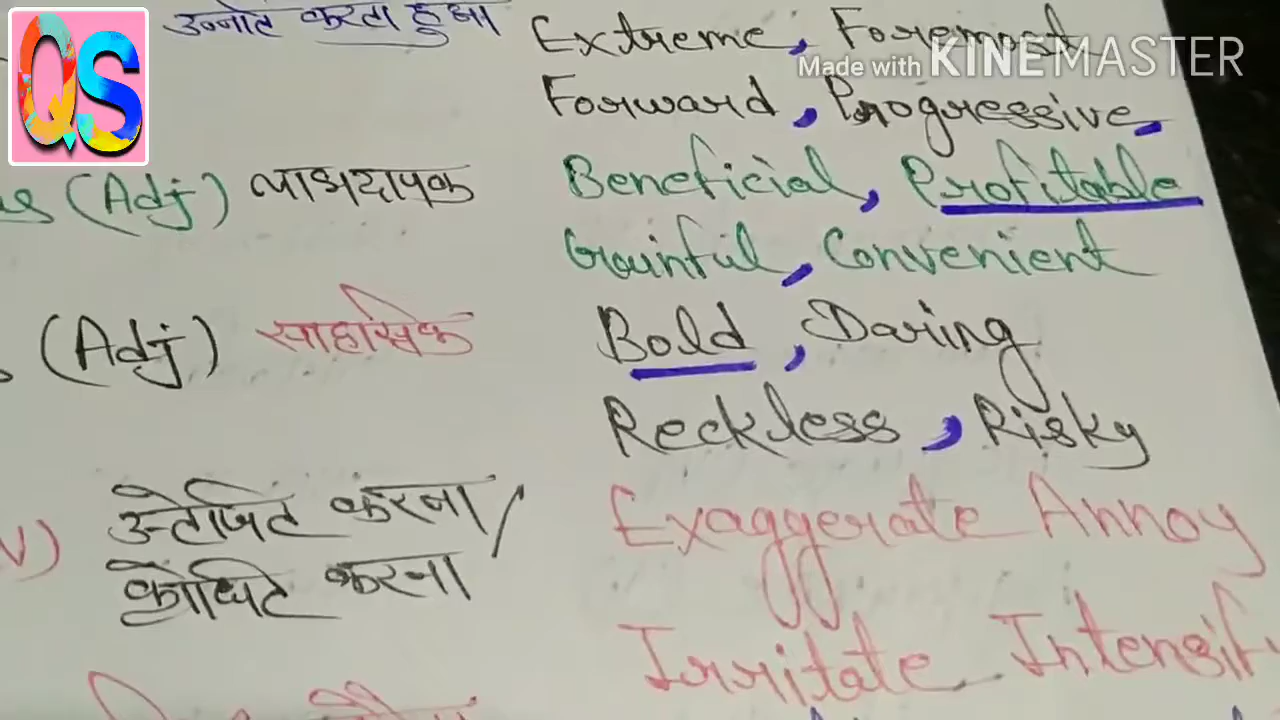 QS
Made with KINEMASTER
उन्नति करता हुआ Extreme, Foremost
Forward, Progressive,
(Adj) लाभदायक Beneficial, Profitable
Gainful, Convenient
(Adj) साहसिक Bold, Daring
Reckless, Risky
V) उत्तेजित करना/ Exaggerate Annoy
क्रोधित करना
Irritate Intensif